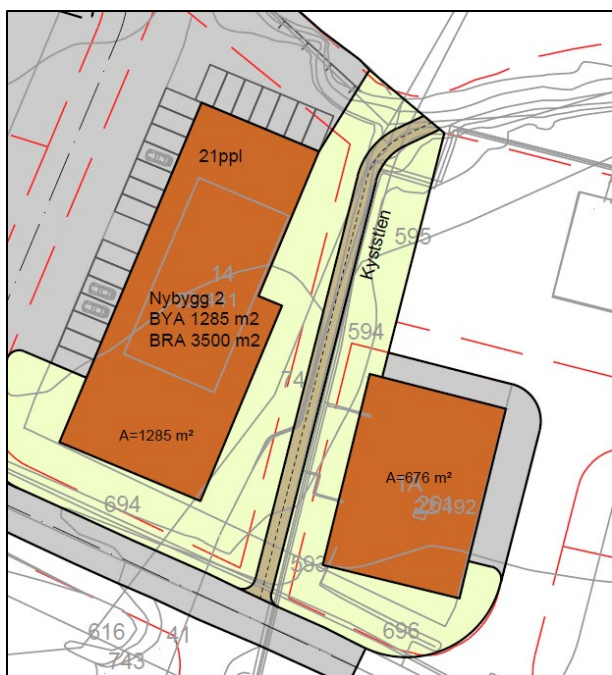 21ppl
Kyststien
595
14
Nybygg 2
BYA 1285 m2
BRA 3500 m2
594
74
A=1285 m²
A=676 m²
1A
694
593
616
41
696
743